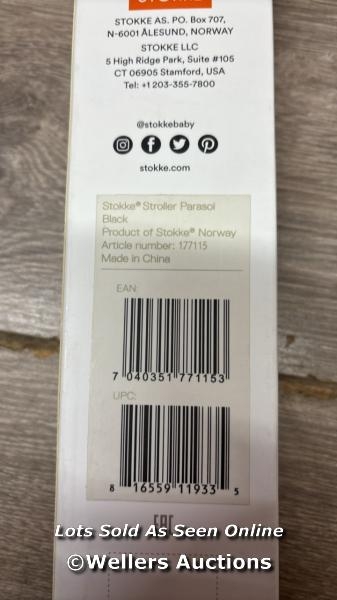 STOKKE
STOKKE AS. PO. Box 707,
N-6001 ÅLESUND, NORWAY
STOKKE LLC
5 High Ridge Park, Suite #105
CT 06905 Stamford, USA
Tel: +1 203-355-7800
@stokkebaby
stokke.com
Stokke® Stroller Parasol
Black
Product of Stokke® Norway
Article number: 177115
Made in China
EAN:
7 040351 771153
UPC:
8 16559 11933 5
EAC
Lots Sold As Seen Online
©Wellers Auctions